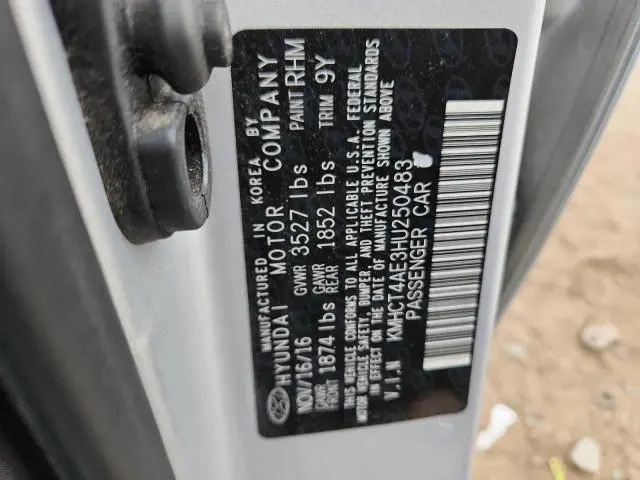 MANUFACTURED IN KOREA BY
HYUNDAI MOTOR COMPANY
NOV/16/16 GVWR 3527 lbs PAINT RHM
GAWR FRONT 1874 lbs GAWR REAR 1852 lbs TRIM 9Y
THIS VEHICLE CONFORMS TO ALL APPLICABLE U.S.A. FEDERAL
MOTOR VEHICLE SAFETY, BUMPER, AND THEFT PREVENTION STANDARDS
IN EFFECT ON THE DATE OF MANUFACTURE SHOWN ABOVE
V.I.N KMHCT4AE3HU250483
PASSENGER CAR